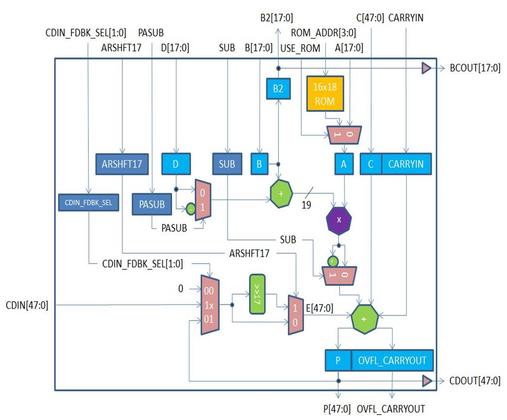 B2[17:0] C[47:0] CARRYIN
CDIN_FDBK_SEL[1:0] PASUB ROM_ADDR[3:0]
ARSHFT17 D[17:0] SUB B[17:0] USE_ROM A[17:0]
BCOUT[17:0]
B2
16x18
ROM
1 0
ARSHFT17 D SUB B A C CARRYIN
CDIN_FDBK_SEL PASUB
0
1
+
19
x
PASUB
SUB
ARSHFT17
CDIN_FDBK_SEL[1:0]
1 0
0
00
1x
01
>>17
1
0
CDIN[47:0]
E[47:0]
+
P OVFL_CARRYOUT
CDOUT[47:0]
P[47:0] OVFL_CARRYOUT